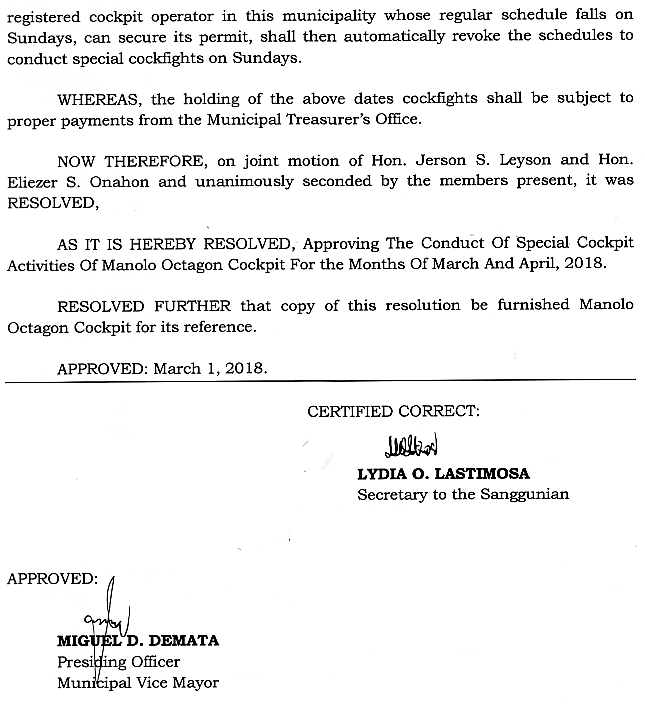 registered cockpit operator in this municipality whose regular schedule falls on
Sundays, can secure its permit, shall then automatically revoke the schedules to
conduct special cockfights on Sundays.
WHEREAS, the holding of the above dates cockfights shall be subject to
proper payments from the Municipal Treasurer's Office.
NOW THEREFORE, on joint motion of Hon. Jerson S. Leyson and Hon.
Eliezer S. Onahon and unanimously seconded by the members present, it was
RESOLVED,
AS IT IS HEREBY RESOLVED, Approving The Conduct Of Special Cockpit
Activities Of Manolo Octagon Cockpit For the Months Of March And April, 2018.
RESOLVED FURTHER that copy of this resolution be furnished Manolo
Octagon Cockpit for its reference.
APPROVED: March 1, 2018.
CERTIFIED CORRECT:
LYDIA O. LASTIMOSA
Secretary to the Sanggunian
APPROVED:
MIGUEL D. DEMATA
Presiding Officer
Municipal Vice Mayor